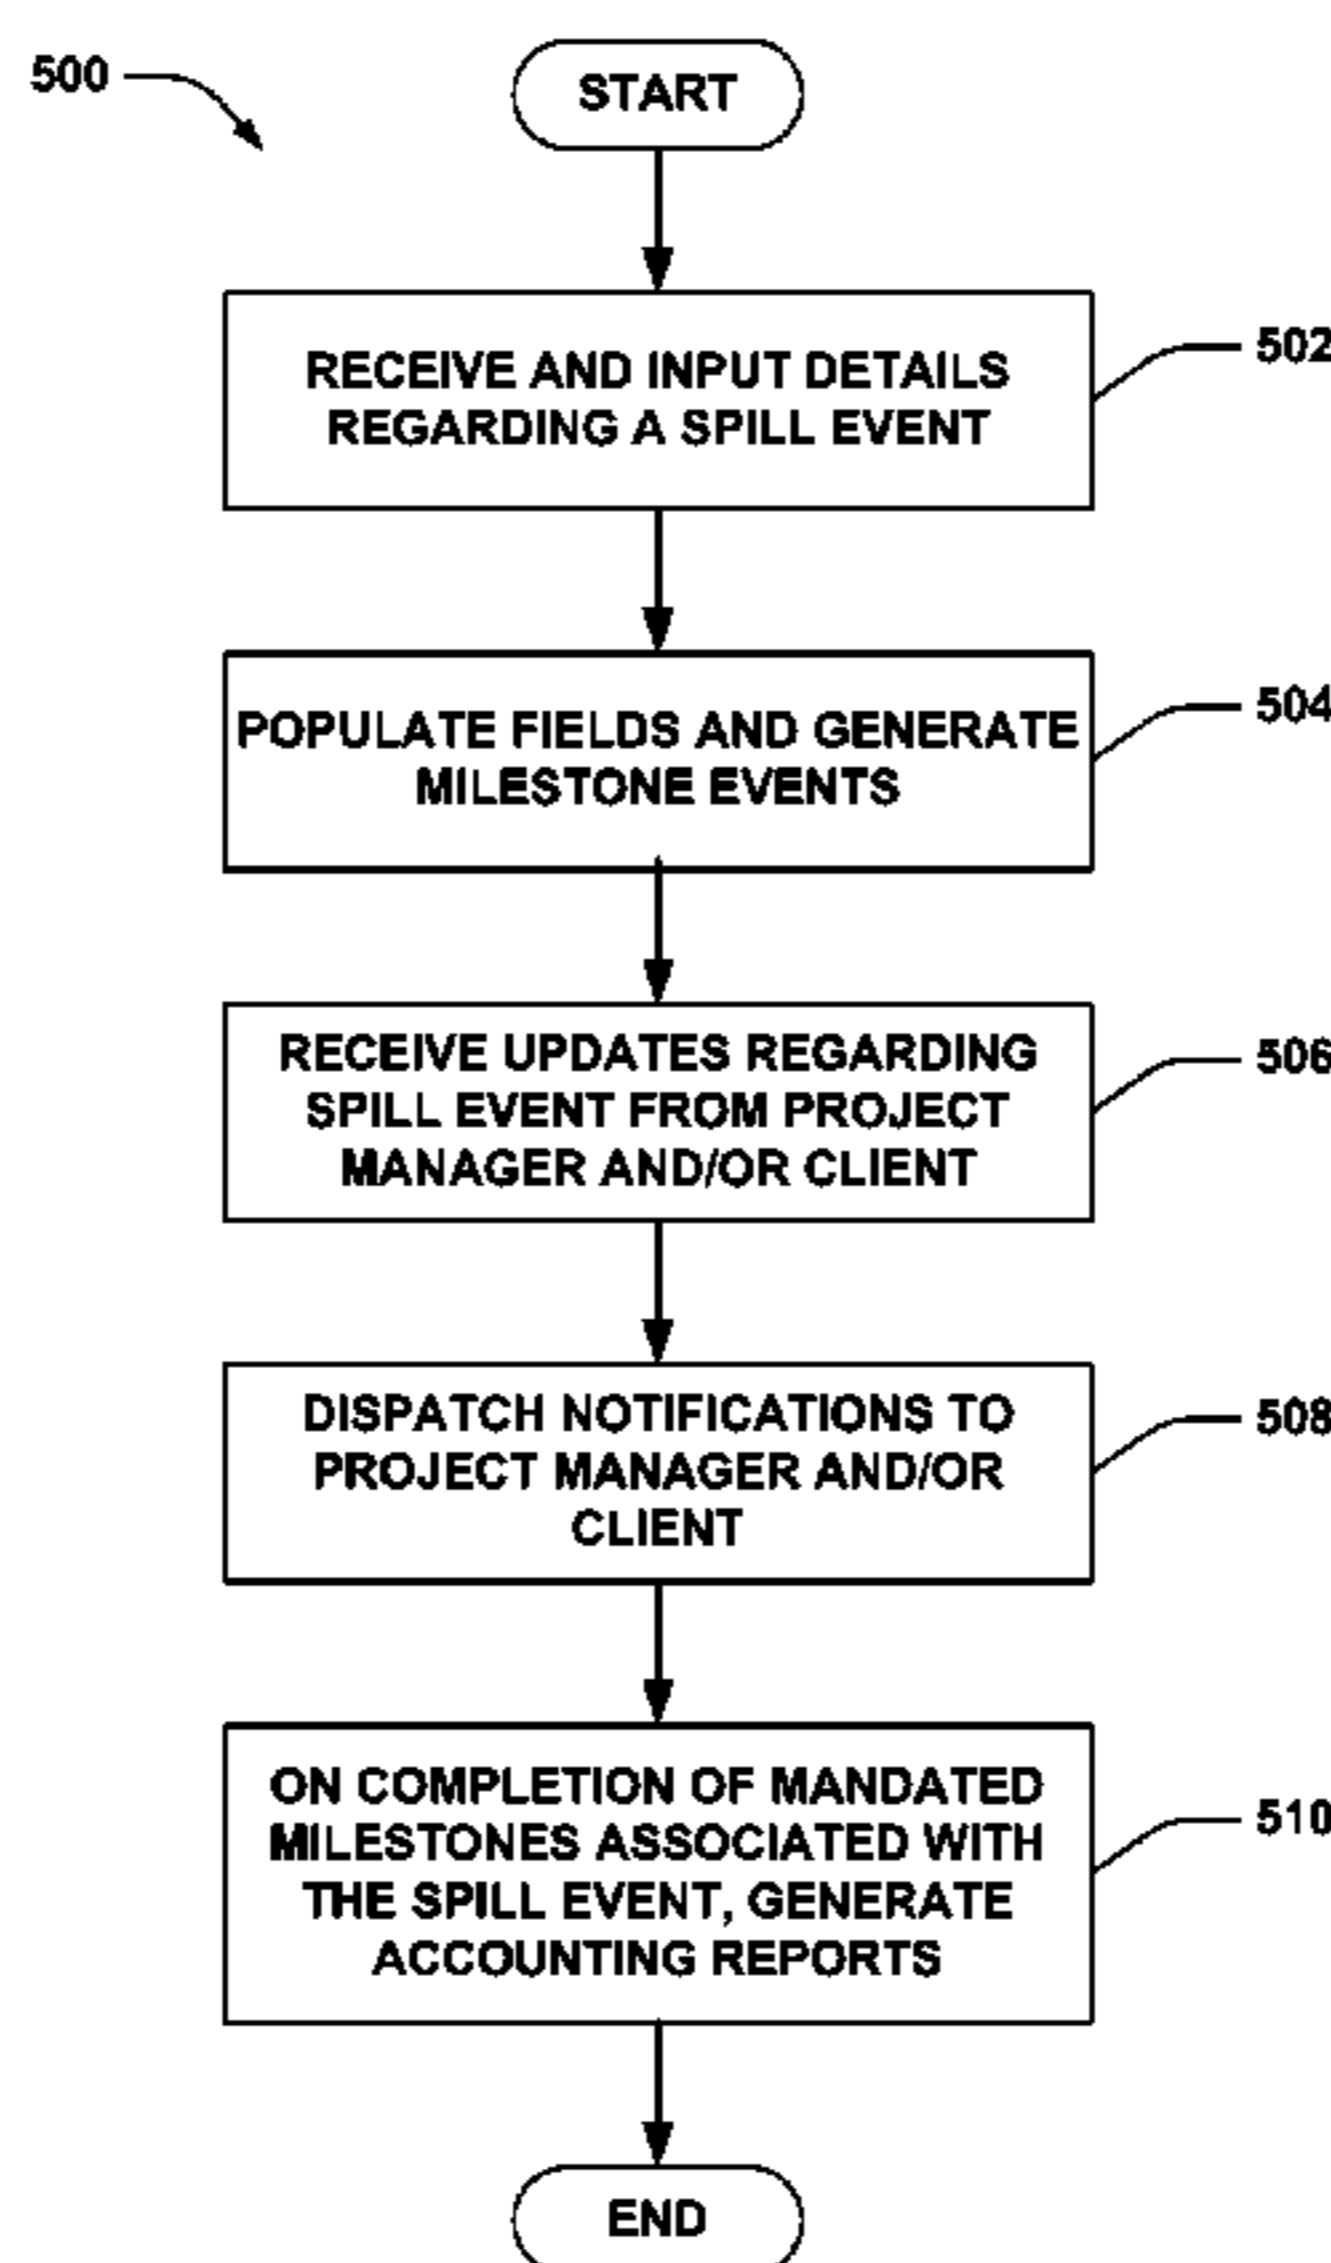 500
START
RECEIVE AND INPUT DETAILS
REGARDING A SPILL EVENT
502
POPULATE FIELDS AND GENERATE
MILESTONE EVENTS
504
RECEIVE UPDATES REGARDING
SPILL EVENT FROM PROJECT
MANAGER AND/OR CLIENT
506
DISPATCH NOTIFICATIONS TO
PROJECT MANAGER AND/OR
CLIENT
508
ON COMPLETION OF MANDATED
MILESTONES ASSOCIATED WITH
THE SPILL EVENT, GENERATE
ACCOUNTING REPORTS
510
END